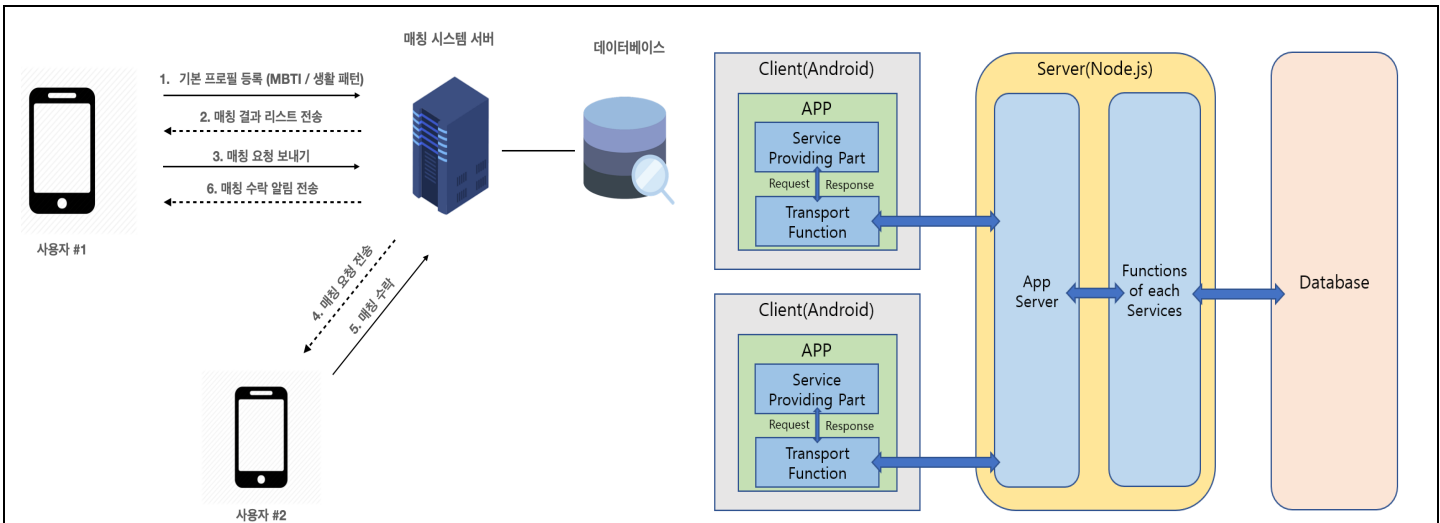 매칭 시스템 서버
데이터베이스
1. 기본 프로필 등록 (MBTI / 생활 패턴)
2. 매칭 결과 리스트 전송
3. 매칭 요청 보내기
6. 매칭 수락 알림 전송
사용자 #1
4. 매칭 요청 전송
5. 매칭 수락
사용자 #2
Client(Android)
APP
Service
Providing Part
Request
Response
Transport
Function
Client(Android)
APP
Service
Providing Part
Request
Response
Transport
Function
Server(Node.js)
App
Server
Functions
of each
Services
Database